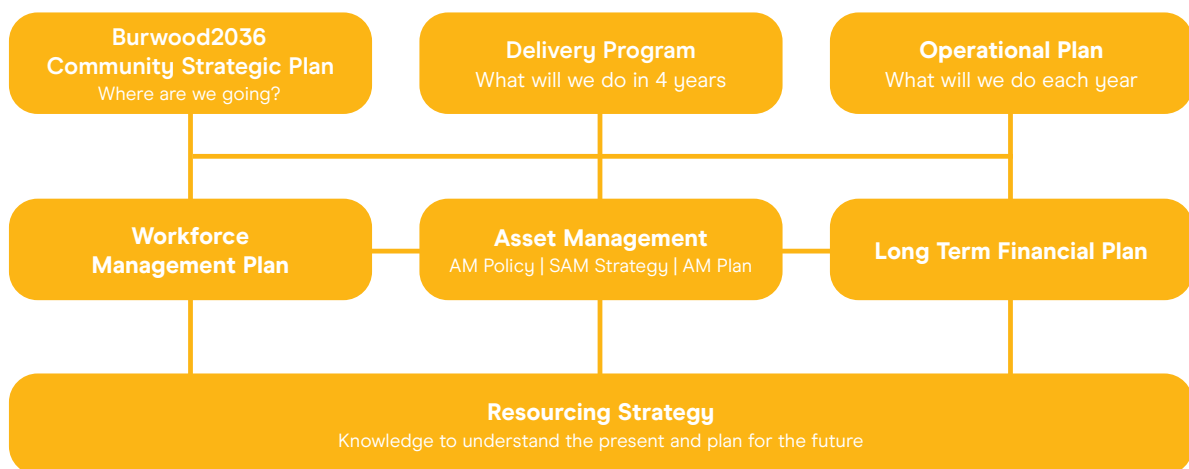 Burwood2036
Community Strategic Plan
Where are we going?
Delivery Program
What will we do in 4 years
Operational Plan
What will we do each year
Workforce
Management Plan
Asset Management
AM Policy | SAM Strategy | AM Plan
Long Term Financial Plan
Resourcing Strategy
Knowledge to understand the present and plan for the future